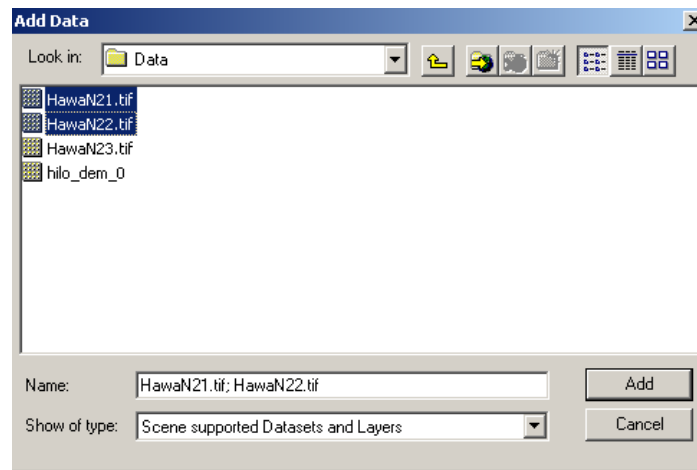 Add Data
Look in: Data
HawaN21.tif
HawaN22.tif
HawaN23.tif
hilo_dem_0
Name: HawaN21.tif; HawaN22.tif Add
Show of type: Scene supported Datasets and Layers Cancel